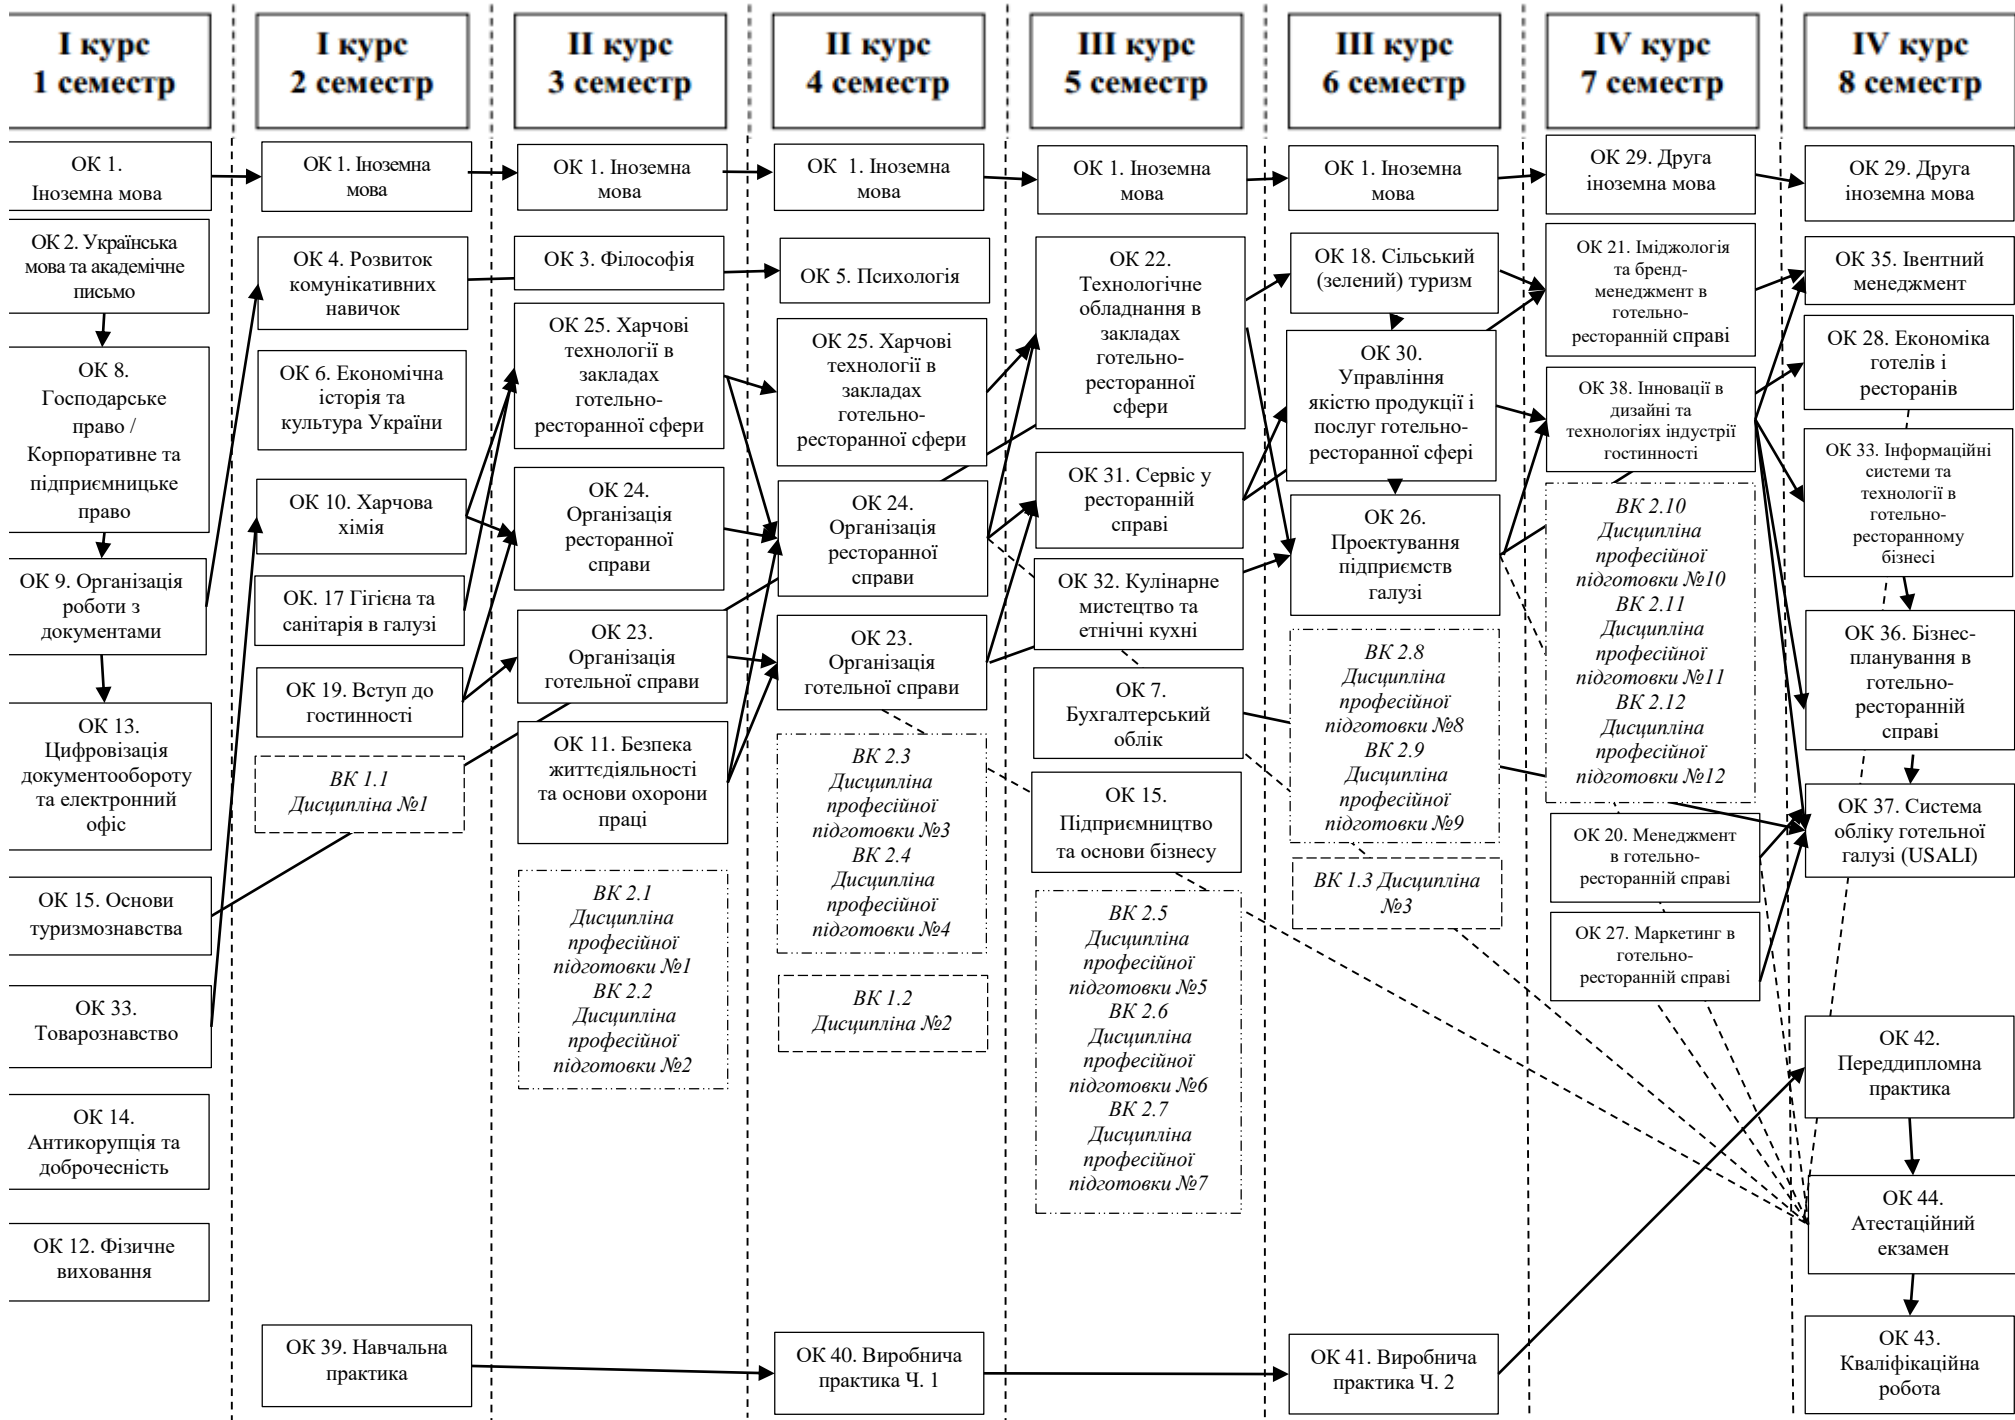 І курс
1 семестр
І курс
2 семестр
ІІ курс
3 семестр
ІІ курс
4 семестр
ІІІ курс
5 семестр
ІІІ курс
6 семестр
IV курс
7 семестр
IV курс
8 семестр
ОК 1.
Іноземна мова
ОК 2. Українська
мова та академічне
письмо
ОК 8.
Господарське
право /
Корпоративне та
підприємницьке
право
ОК 9. Організація
роботи з
документами
ОК 13.
Цифровізація
документообороту
та електронний
офіс
ОК 15. Основи
туризмознавства
ОК 33.
Товарознавство
ОК 14.
Антикорупція та
доброчесність
ОК 12. Фізичне
виховання
ОК 1. Іноземна
мова
ОК 4. Розвиток
комунікативних
навичок
ОК 6. Економічна
історія та
культура України
ОК 10. Харчова
хімія
ОК. 17 Гігієна та
санітарія в галузі
ОК 19. Вступ до
гостинності
ВК 1.1
Дисципліна №1
ОК 39. Навчальна
практика
ОК 1. Іноземна
мова
ОК 3. Філософія
ОК 25. Харчові
технології в
закладах
готельно-
ресторанної сфери
ОК 24.
Організація
ресторанної
справи
ОК 23.
Організація
готельної справи
ОК 11. Безпека
життєдіяльності
та основи охорони
праці
ВК 2.1
Дисципліна
професійної
підготовки №1
ВК 2.2
Дисципліна
професійної
підготовки №2
ОК 1. Іноземна
мова
ОК 5. Психологія
ОК 25. Харчові
технології в
закладах
готельно-
ресторанної сфери
ОК 24.
Організація
ресторанної
справи
ОК 23.
Організація
готельної справи
ВК 2.3
Дисципліна
професійної
підготовки №3
ВК 2.4
Дисципліна
професійної
підготовки №4
ВК 1.2
Дисципліна №2
ОК 40. Виробнича
практика Ч. 1
ОК 1. Іноземна
мова
ОК 22.
Технологічне
обладнання в
закладах
готельно-
ресторанної
сфери
ОК 31. Сервіс у
ресторанній
справі
ОК 32. Кулінарне
мистецтво та
етнічні кухні
ОК 7.
Бухгалтерський
облік
ОК 15.
Підприємництво
та основи бізнесу
ВК 2.5
Дисципліна
професійної
підготовки №5
ВК 2.6
Дисципліна
професійної
підготовки №6
ВК 2.7
Дисципліна
професійної
підготовки №7
ОК 1. Іноземна
мова
ОК 18. Сільський
(зелений) туризм
ОК 30.
Управління
якістю продукції і
послуг готельно-
ресторанної сфері
ОК 26.
Проектування
підприємств
галузі
ВК 2.8
Дисципліна
професійної
підготовки №8
ВК 2.9
Дисципліна
професійної
підготовки №9
ВК 1.3 Дисципліна
№3
ОК 41. Виробнича
практика Ч. 2
ОК 29. Друга
іноземна мова
ОК 21. Іміджологія
та бренд-
менеджмент в
готельно-
ресторанній справі
ОК 38. Інновації в
дизайні та
технологіях індустрії
гостинності
ВК 2.10
Дисципліна
професійної
підготовки №10
ВК 2.11
Дисципліна
професійної
підготовки №11
ВК 2.12
Дисципліна
професійної
підготовки №12
ОК 20. Менеджмент
в готельно-
ресторанній справі
ОК 27. Маркетинг в
готельно-
ресторанній справі
ОК 29. Друга
іноземна мова
ОК 35. Івентний
менеджмент
ОК 28. Економіка
готелів і
ресторанів
ОК 33. Інформаційні
системи та
технології в
готельно-
ресторанному
бізнесі
ОК 36. Бізнес-
планування в
готельно-
ресторанній
справі
ОК 37. Система
обліку готельної
галузі (USALI)
ОК 42.
Переддипломна
практика
ОК 44.
Атестаційний
екзамен
ОК 43.
Кваліфікаційна
робота